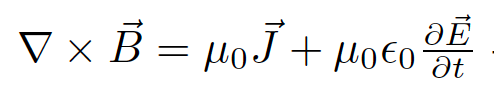 ∇ × B⃗ = μ₀J⃗ + μ₀ϵ₀ ∂E⃗/∂t